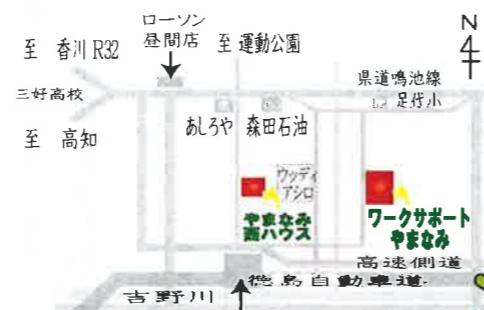 ローソン
昼間店
至 香川 R32
至 運動公園
N
三好高校
県道鳴池線
足代小
至 高知
あしろや
森田石油
ウッディ
アシロ
やまなみ
西ハウス
ワークサポート
やまなみ
高速側道
徳島自動車道
吉野川